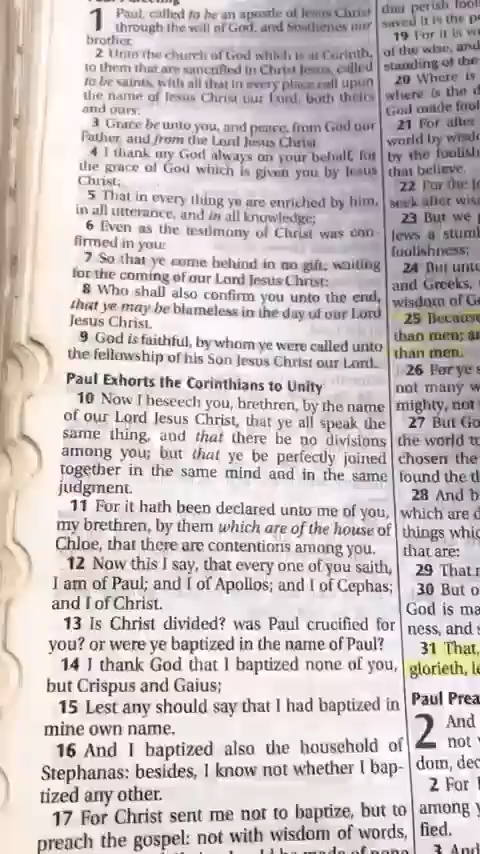 1 Paul, called to be an apostle of Jesus Christ
through the will of God, and Sosthenes our
brother,
2 Unto the church of God which is at Corinth,
to them that are sanctified in Christ Jesus, called
to be saints, with all that in every place call upon
the name of Jesus Christ our Lord, both theirs
and ours:
3 Grace be unto you, and peace, from God our
Father, and from the Lord Jesus Christ.
4 I thank my God always on your behalf, for
the grace of God which is given you by Jesus
Christ;
5 That in every thing ye are enriched by him,
in all utterance, and in all knowledge;
6 Even as the testimony of Christ was con-
firmed in you:
7 So that ye come behind in no gift; waiting
for the coming of our Lord Jesus Christ:
8 Who shall also confirm you unto the end,
that ye may be blameless in the day of our Lord
Jesus Christ.
9 God is faithful, by whom ye were called unto
the fellowship of his Son Jesus Christ our Lord.
Paul Exhorts the Corinthians to Unity
10 Now I beseech you, brethren, by the name
of our Lord Jesus Christ, that ye all speak the
same thing, and that there be no divisions
among you; but that ye be perfectly joined
together in the same mind and in the same
judgment.
11 For it hath been declared unto me of you,
my brethren, by them which are of the house of
Chloe, that there are contentions among you.
12 Now this I say, that every one of you saith,
I am of Paul; and I of Apollos; and I of Cephas;
and I of Christ.
13 Is Christ divided? was Paul crucified for
you? or were ye baptized in the name of Paul?
14 I thank God that I baptized none of you,
but Crispus and Gaius;
15 Lest any should say that I had baptized in
mine own name.
16 And I baptized also the household of
Stephanas: besides, I know not whether I bap-
tized any other.
17 For Christ sent me not to baptize, but to
preach the gospel: not with wisdom of words,
that perish
saved it is the
19 For it is
of the wise, and
standing of the
20 Where is
where is the
God made
21 For after
world by
by the
that believe.
22 For the
seek after
23 But we
Jews a
foolishness;
24 But unto
and Greeks,
wisdom of
25 Because
than men;
than men.
26 For ye
not many
mighty, not
27 But
the world
chosen the
found the
28 And
which are
things
that are:
29 That
30 But
God is
ness, and
31 That,
glorieth,
Paul
2 And
not
dom,
2 For
among
fied.
3 And